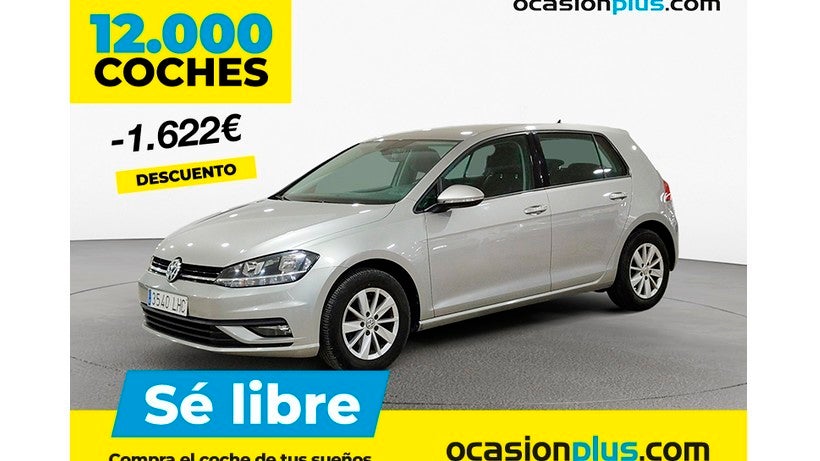 12.000
COCHES
ocasionplus.com
-1.622€
DESCUENTO
3540 LHC
Sé libre
Compra el coche de tus sueños
ocasionplus.com